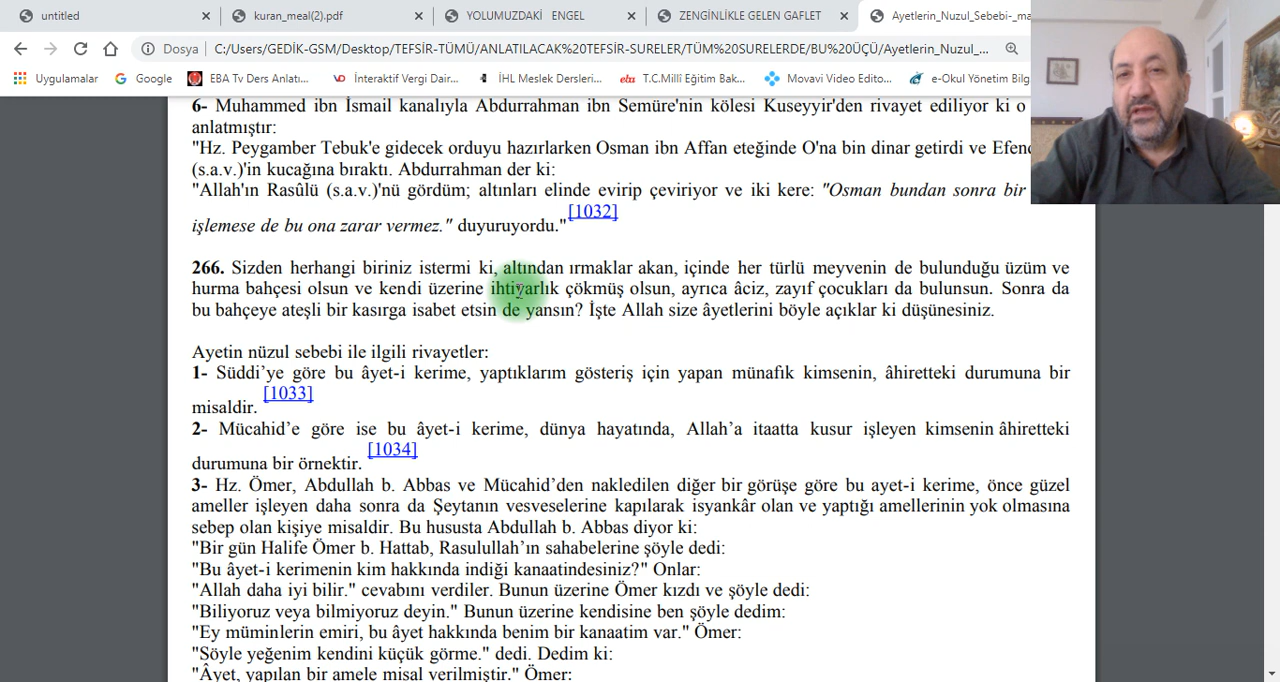 untitled
kuran_meal(2).pdf
YOLUMUZDAKİ ENGEL
ZENGİNLİKLE GELEN GAFLET
Ayetlerin_Nuzul_Sebebi-_ma
Dosya
C:/Users/GEDİK-GSM/Desktop/TEFSİR-TÜMÜ/ANLATILACAK%20TEFSİR-SURELER/TÜM%20SURELERDE/BU%20ÜÇÜ/Ayetlerin_Nuzul_...
Uygulamalar
Google
EBA Tv Ders Anlatı...
İnteraktif Vergi Dair...
İHL Meslek Dersleri...
T.C.Millî Eğitim Bak...
Movavi Video Edito...
e-Okul Yönetim Bilg
6- Muhammed ibn İsmail kanalıyla Abdurrahman ibn Semüre'nin kölesi Kuseyyir'den rivayet ediliyor ki o
anlatmıştır:
"Hz. Peygamber Tebuk'e gidecek orduyu hazırlarken Osman ibn Affan eteğinde O'na bin dinar getirdi ve Efend
(s.a.v.)'in kucağına bıraktı. Abdurrahman der ki:
"Allah'ın Rasûlü (s.a.v.)'nü gördüm; altınları elinde evirip çeviriyor ve iki kere: "Osman bundan sonra bir
işlemese de bu ona zarar vermez." duyuruyordu."[1032]
266. Sizden herhangi biriniz istermi ki, altından ırmaklar akan, içinde her türlü meyvenin de bulunduğu üzüm ve
hurma bahçesi olsun ve kendi üzerine ihtiyarlık çökmüş olsun, ayrıca âciz, zayıf çocukları da bulunsun. Sonra da
bu bahçeye ateşli bir kasırga isabet etsin de yansın? İşte Allah size âyetlerini böyle açıklar ki düşünesiniz.
Ayetin nüzul sebebi ile ilgili rivayetler:
1- Süddi'ye göre bu âyet-i kerime, yaptıklarım gösteriş için yapan münafık kimsenin, âhiretteki durumuna bir
misaldir. [1033]
2- Mücahid'e göre ise bu âyet-i kerime, dünya hayatında, Allah'a itaatta kusur işleyen kimsenin âhiretteki
durumuna bir örnektir. [1034]
3- Hz. Ömer, Abdullah b. Abbas ve Mücahid'den nakledilen diğer bir görüşe göre bu ayet-i kerime, önce güzel
ameller işleyen daha sonra da Şeytanın vesveselerine kapılarak isyankâr olan ve yaptığı amellerinin yok olmasına
sebep olan kişiye misaldir. Bu hususta Abdullah b. Abbas diyor ki:
"Bir gün Halife Ömer b. Hattab, Rasulullah'ın sahabelerine şöyle dedi:
"Bu âyet-i kerimenin kim hakkında indiği kanaatindesiniz?" Onlar:
"Allah daha iyi bilir." cevabını verdiler. Bunun üzerine Ömer kızdı ve şöyle dedi:
"Biliyoruz veya bilmiyoruz deyin." Bunun üzerine kendisine ben şöyle dedim:
"Ey müminlerin emiri, bu âyet hakkında benim bir kanaatim var." Ömer:
"Söyle yeğenim kendini küçük görme." dedi. Dedim ki:
"Âyet, yapılan bir amele misal verilmiştir." Ömer: